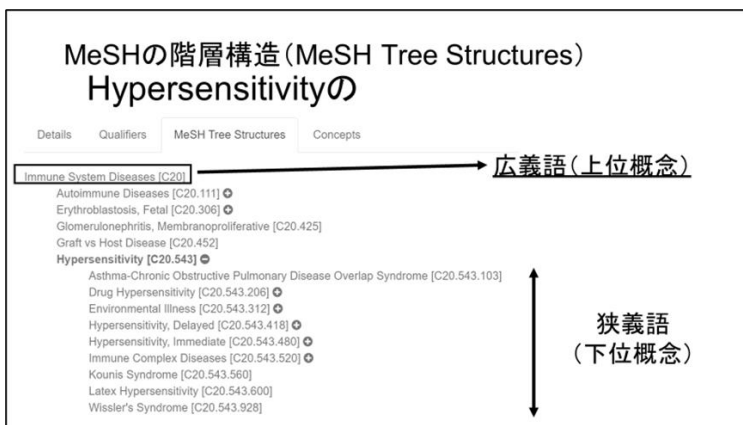 MeSHの階層構造（MeSH Tree Structures）
Hypersensitivityの
Details Qualifiers MeSH Tree Structures Concepts
Immune System Diseases [C20]
広義語（上位概念）
Autoimmune Diseases [C20.111]
Erythroblastosis, Fetal [C20.306]
Glomerulonephritis, Membranoproliferative [C20.425]
Graft vs Host Disease [C20.452]
Hypersensitivity [C20.543]
Asthma-Chronic Obstructive Pulmonary Disease Overlap Syndrome [C20.543.103]
Drug Hypersensitivity [C20.543.206]
Environmental Illness [C20.543.312]
Hypersensitivity, Delayed [C20.543.418]
Hypersensitivity, Immediate [C20.543.480]
Immune Complex Diseases [C20.543.520]
Kounis Syndrome [C20.543.560]
Latex Hypersensitivity [C20.543.600]
Wissler's Syndrome [C20.543.928]
狭義語
（下位概念）